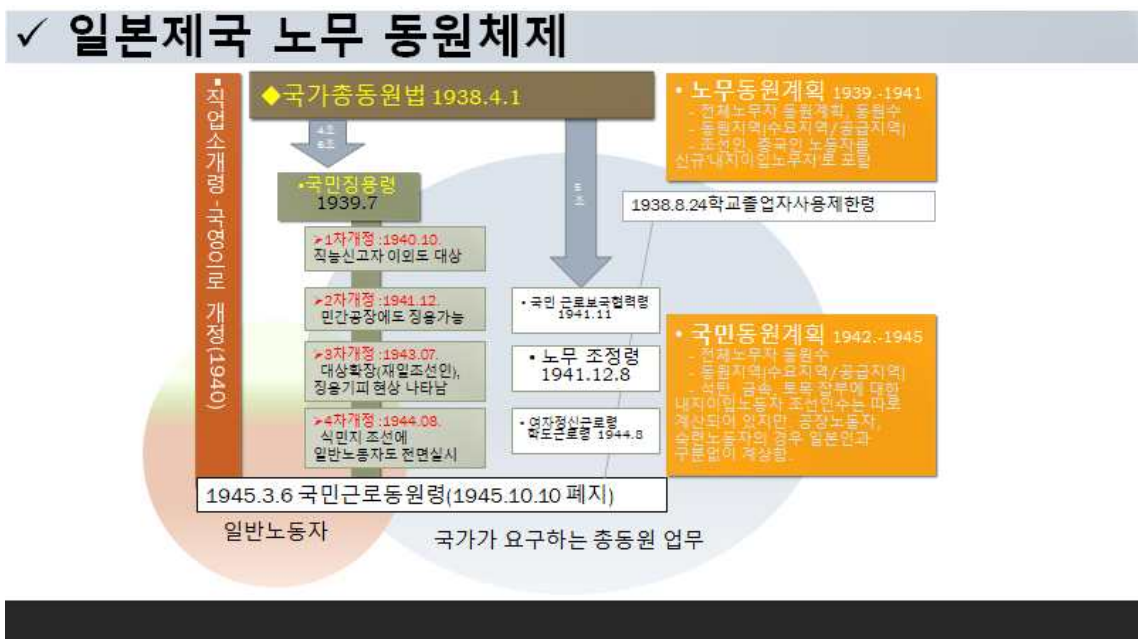 ✓ 일본제국 노무 동원체제
▪직업소개령-국영으로 개정(1940)
◆국가총동원법 1938.4.1
4조
6조
•국민징용령
1939.7
➢1차개정:1940.10.
직능신고자 이외도 대상
➢2차개정:1941.12.
민간공장에도 징용가능
➢3차개정:1943.07.
대상확장(재일조선인),
징용기피 현상 나타남
➢4차개정:1944.08.
식민지 조선에
일반노동자도 전면실시
5
조
• 국민 근로보국협력령
1941.11
• 노무 조정령
1941.12.8
• 여자정신근로령
학도근로령 1944.8
• 노무동원계획 1939.-1941
- 전체노무자 동원계획, 동원수
- 동원지역(수요지역/공급지역)
- 조선인, 중국인 노동자를
신규'내지이입노무자'로 포함
1938.8.24학교졸업자사용제한령
• 국민동원계획 1942.-1945
- 전체노무자 동원수
- 동원지역(수요지역/공급지역)
- 석탄, 금속, 토목 잡부에 대한
내지이입노동자 조선인수는 따로
계산되어 있지만, 공장노동자,
숙련노동자의 경우 일본인과
구분없이 계상함.
1945.3.6 국민근로동원령(1945.10.10 폐지)
일반노동자
국가가 요구하는 총동원 업무